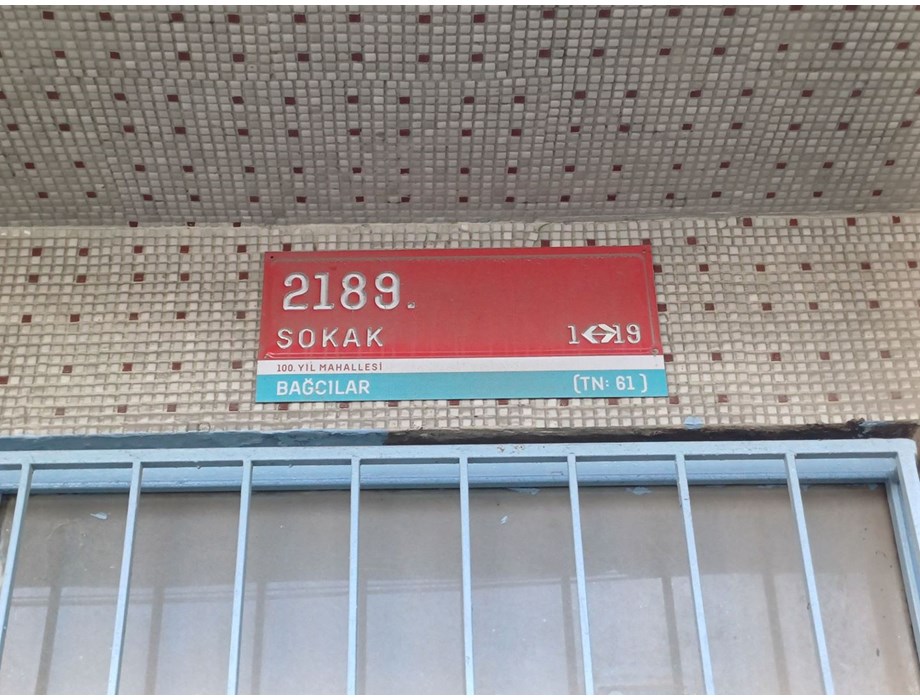 2189.
SOKAK 1↔19
100. YIL MAHALLESİ
BAĞCILAR (TN: 61)